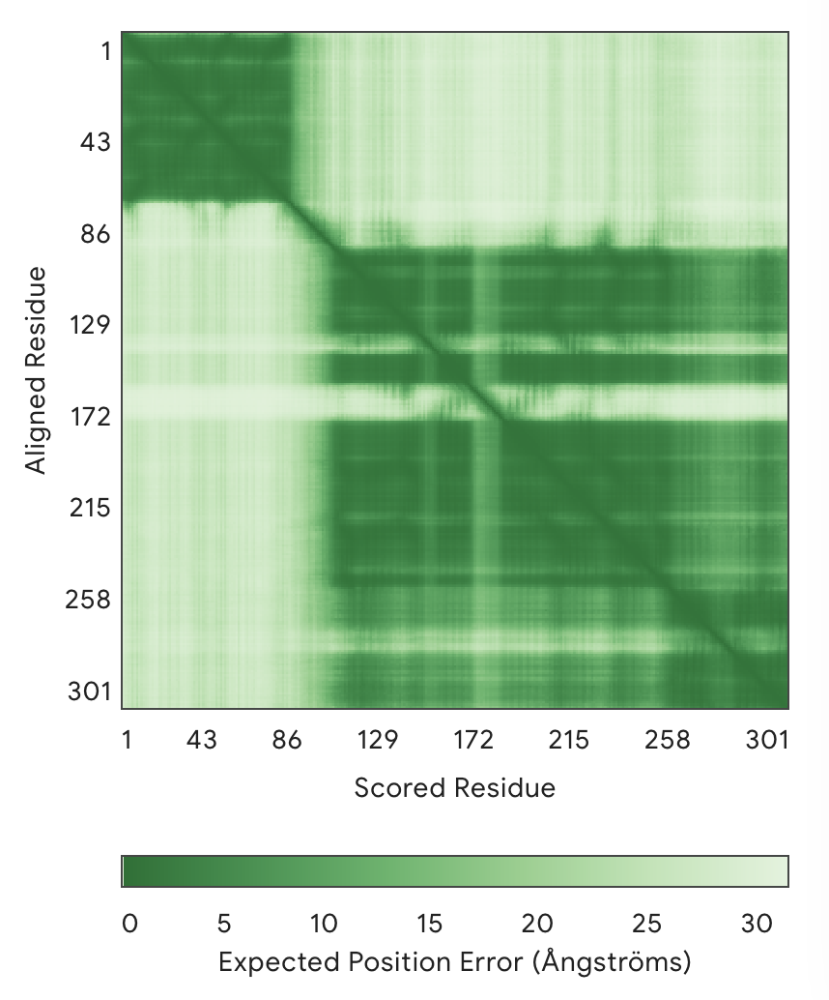 Aligned Residue
1
43
86
129
172
215
258
301
1 43 86 129 172 215 258 301
Scored Residue
0 5 10 15 20 25 30
Expected Position Error (Ångströms)